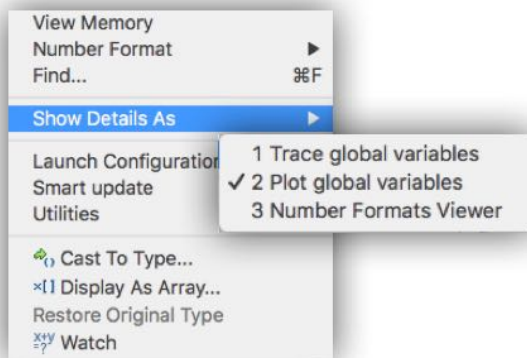 View Memory
Number Format
Find... ⌘F
Show Details As
1 Trace global variables
✓ 2 Plot global variables
3 Number Formats Viewer
Launch Configuration
Smart update
Utilities
Cast To Type...
Display As Array...
Restore Original Type
Watch